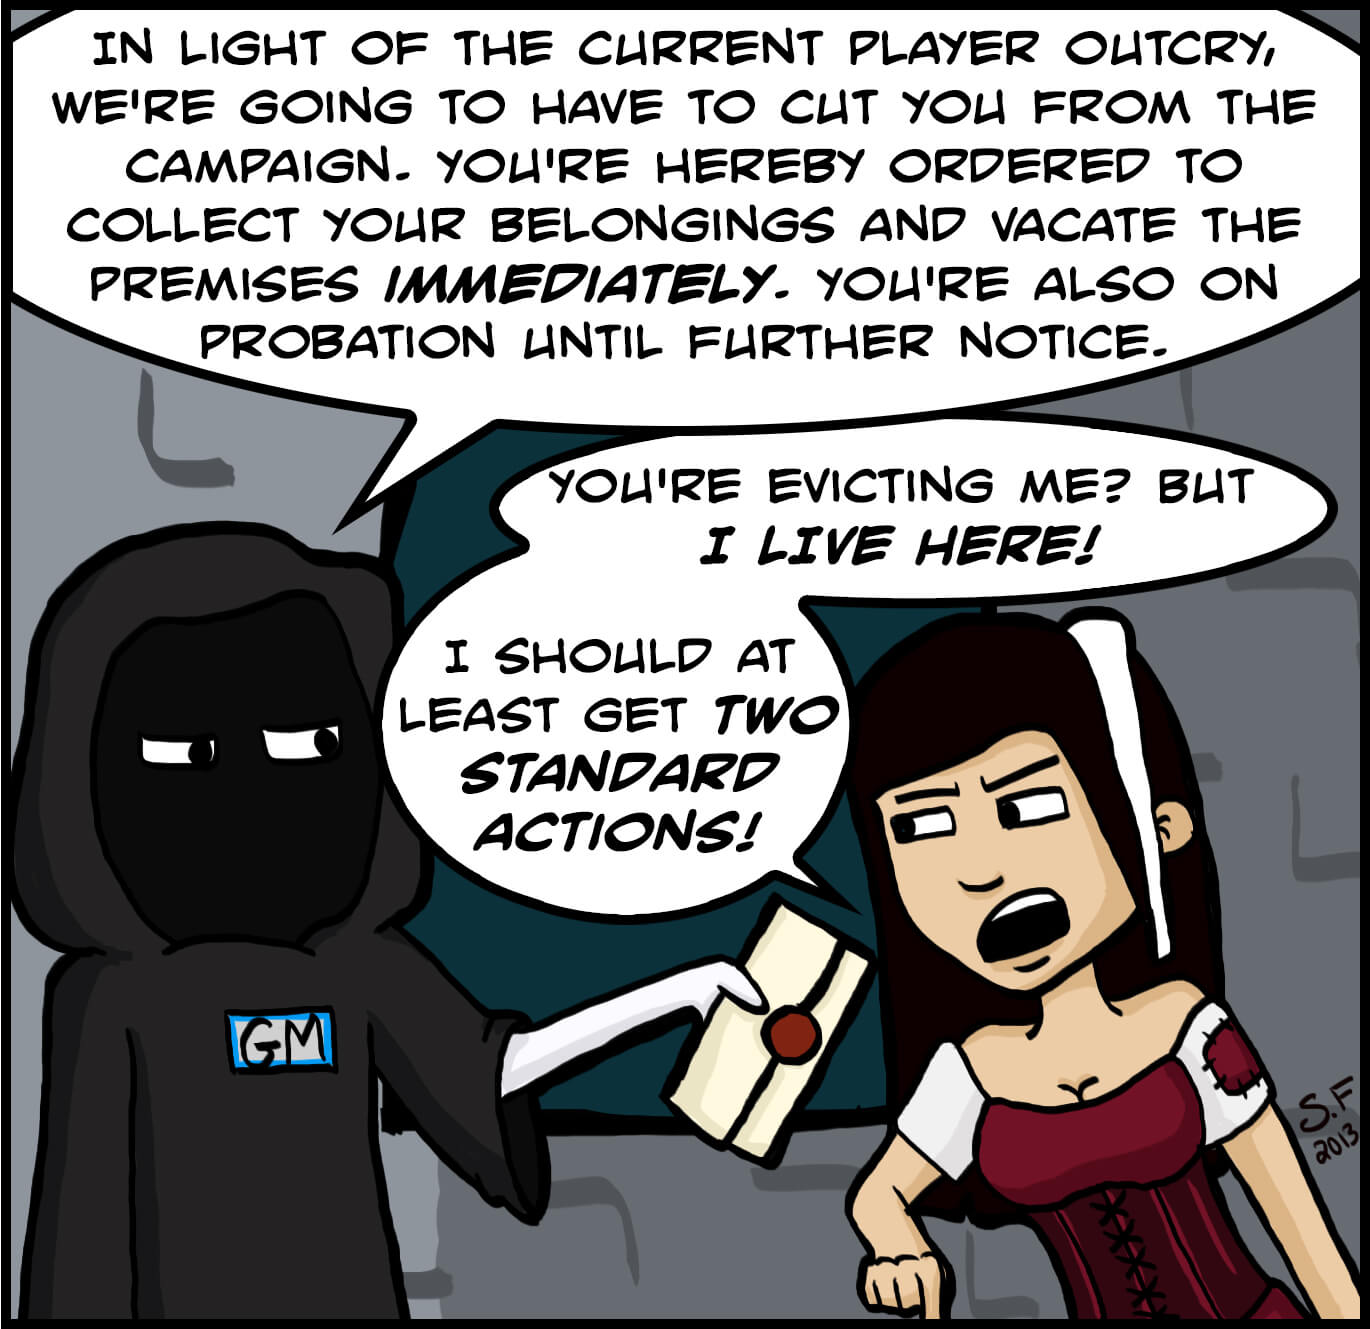 IN LIGHT OF THE CURRENT PLAYER OUTCRY,
WE'RE GOING TO HAVE TO CUT YOU FROM THE
CAMPAIGN. YOU'RE HEREBY ORDERED TO
COLLECT YOUR BELONGINGS AND VACATE THE
PREMISES IMMEDIATELY. YOU'RE ALSO ON
PROBATION UNTIL FURTHER NOTICE.
YOU'RE EVICTING ME? BUT
I LIVE HERE!
I SHOULD AT
LEAST GET TWO
STANDARD
ACTIONS!
GM
S.F
2013